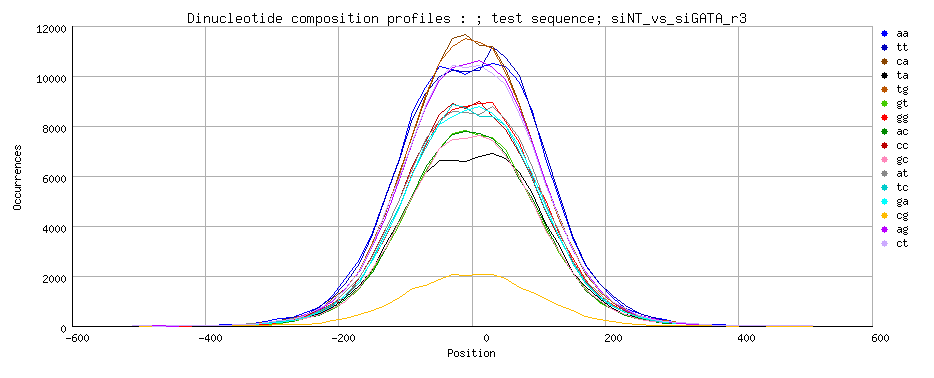 Dinucleotide composition profiles : ; test sequence; siNT_vs_siGATA_r3
12000
10000
8000
6000
4000
2000
0
Occurrences
-600
-400
-200
0
200
400
600
Position
aa
tt
ca
ta
tg
gt
gg
ac
cc
gc
at
tc
ga
cg
ag
ct